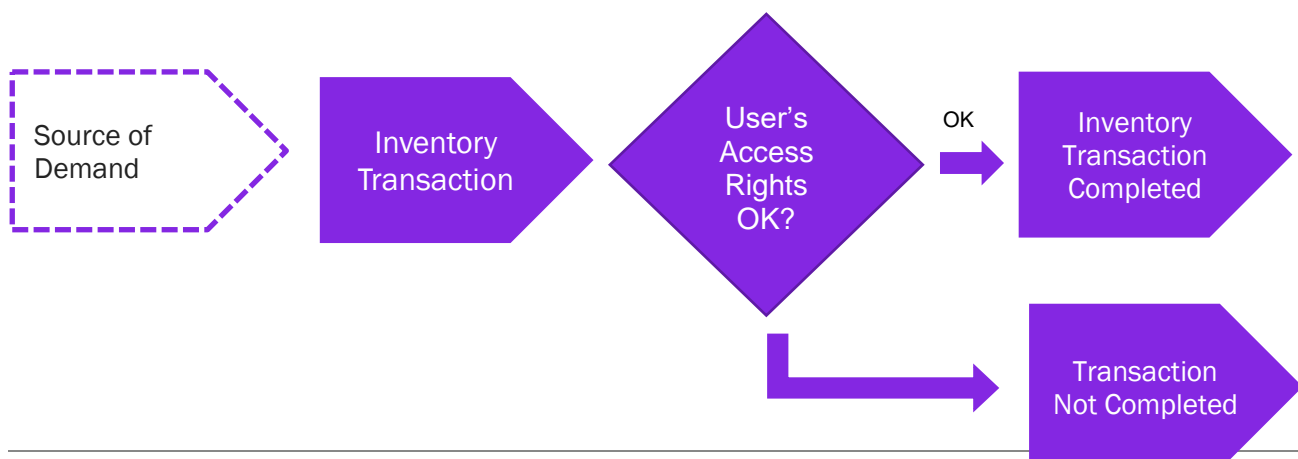 Source of
Demand
Inventory
Transaction
User’s
Access
Rights
OK?
OK
Inventory
Transaction
Completed
Transaction
Not Completed